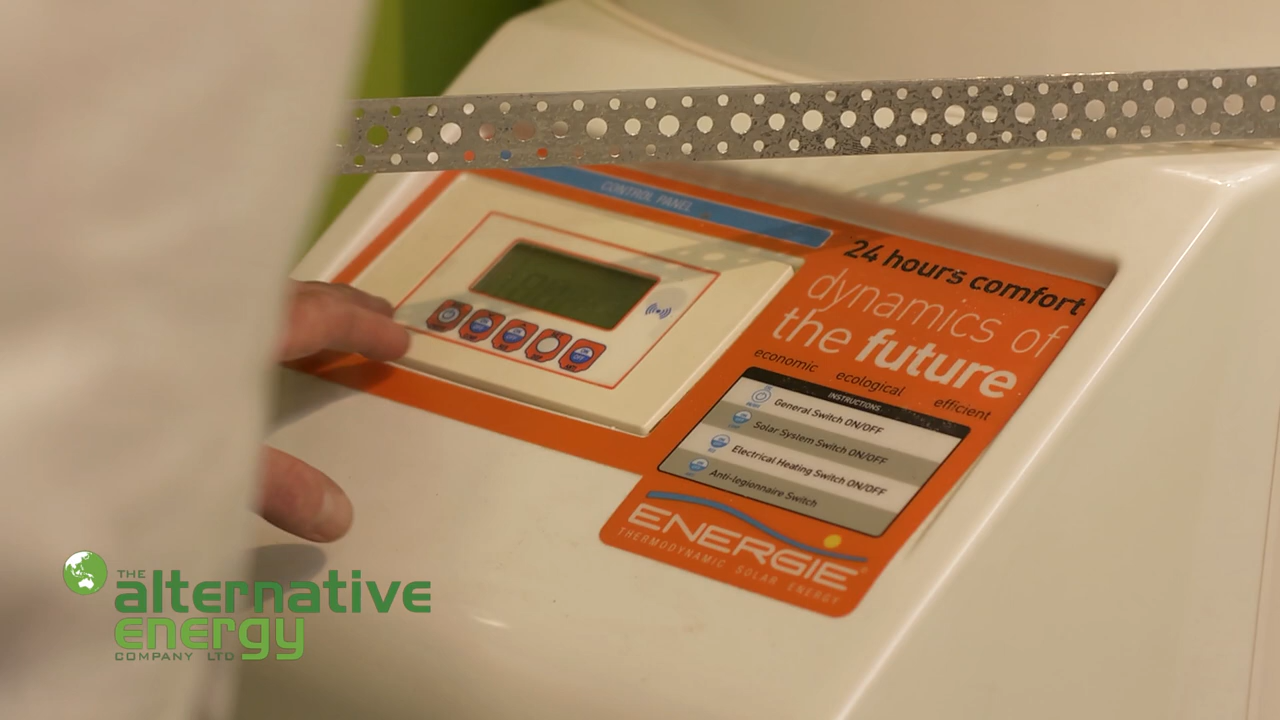 CONTROL PANEL
24 hours comfort
dynamics of
the future
economic ecological efficient
INSTRUCTIONS
General Switch ON/OFF
Solar System Switch ON/OFF
Electrical Heating Switch ON/OFF
Anti-legionnaire Switch
ENERGIE
THERMODYNAMIC SOLAR ENERGY
THE
alternative
energy
COMPANY LTD